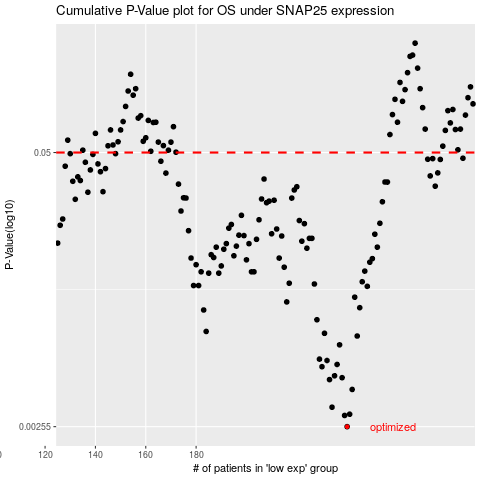 Cumulative P-Value plot for OS under SNAP25 expression
P-Value(log10)
0.05
0.00255
optimized
0 120 140 160 180
# of patients in 'low exp' group